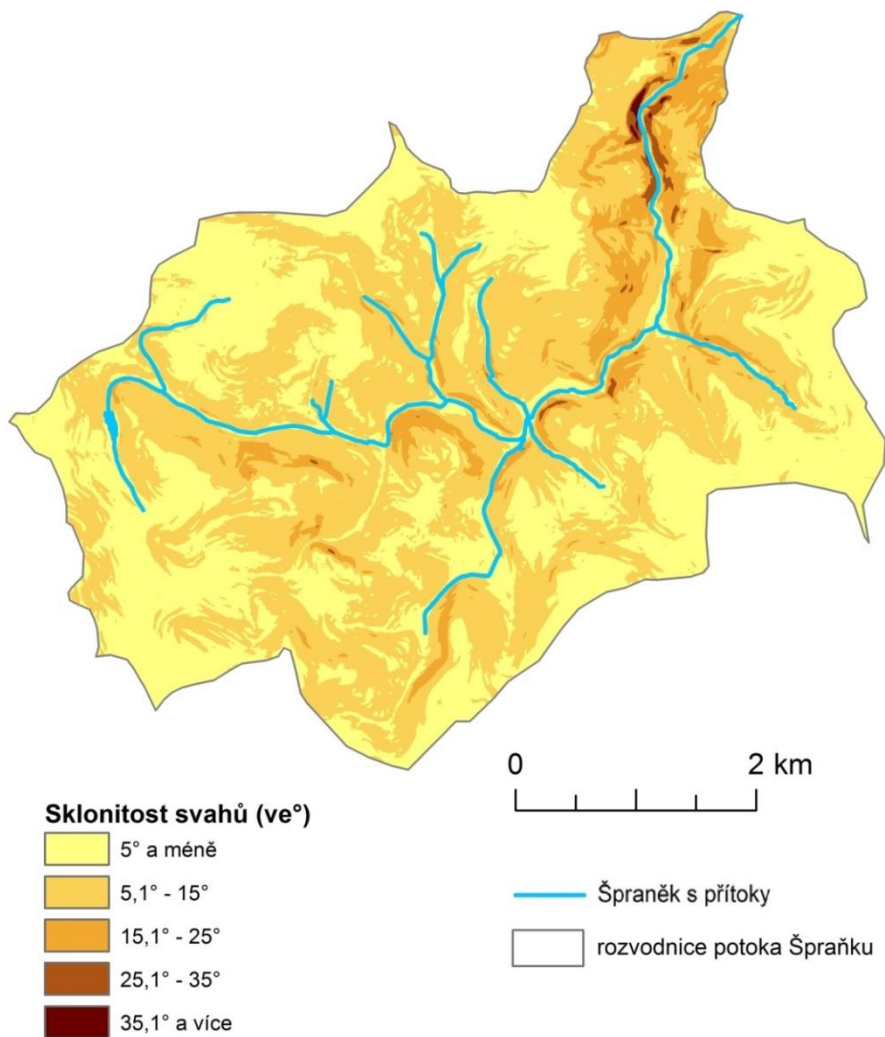 0 2 km
Sklonitost svahů (ve°)
5° a méně
5,1° - 15°
15,1° - 25°
25,1° - 35°
35,1° a více
Špraněk s přítoky
rozvodnice potoka Špraňku